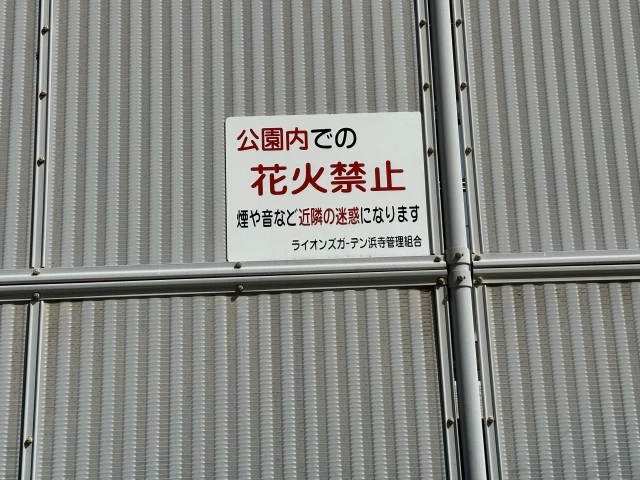 公園内での
花火禁止
煙や音など近隣の迷惑になります
ライオンズガーデン浜寺管理組合